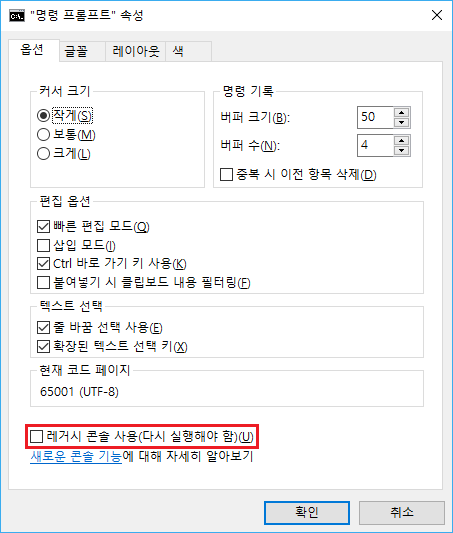 "명령 프롬프트" 속성
옵션 글꼴 레이아웃 색
커서 크기
작게(S)
보통(M)
크게(L)
명령 기록
버퍼 크기(B): 50
버퍼 수(N): 4
중복 시 이전 항목 삭제(D)
편집 옵션
빠른 편집 모드(Q)
삽입 모드(I)
Ctrl 바로 가기 키 사용(K)
붙여넣기 시 클립보드 내용 필터링(F)
텍스트 선택
줄 바꿈 선택 사용(E)
확장된 텍스트 선택 키(X)
현재 코드 페이지
65001 (UTF-8)
레거시 콘솔 사용(다시 실행해야 함)(U)
새로운 콘솔 기능에 대해 자세히 알아보기
확인 취소